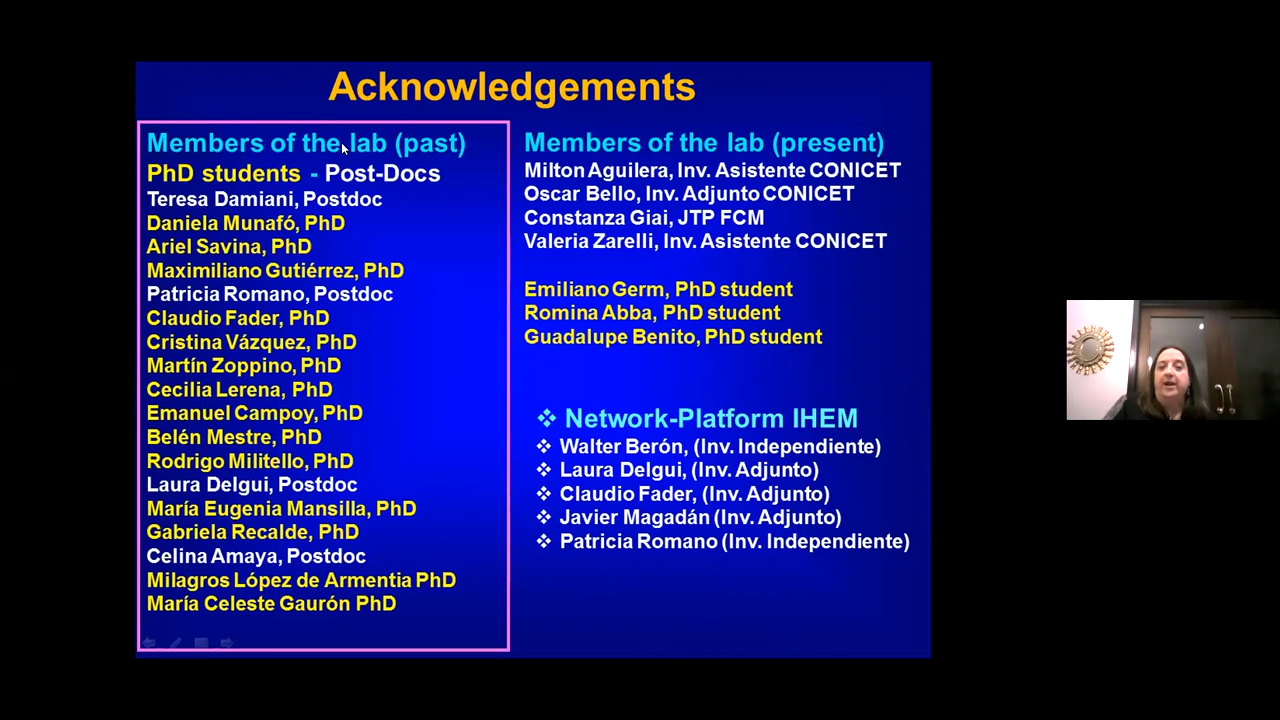 Acknowledgements
Members of the lab (past)
PhD students - Post-Docs
Teresa Damiani, Postdoc
Daniela Munafó, PhD
Ariel Savina, PhD
Maximiliano Gutiérrez, PhD
Patricia Romano, Postdoc
Claudio Fader, PhD
Cristina Vázquez, PhD
Martín Zoppino, PhD
Cecilia Lerena, PhD
Emanuel Campoy, PhD
Belén Mestre, PhD
Rodrigo Militello, PhD
Laura Delgui, Postdoc
María Eugenia Mansilla, PhD
Gabriela Recalde, PhD
Celina Amaya, Postdoc
Milagros López de Armentia PhD
María Celeste Gaurón PhD
Members of the lab (present)
Milton Aguilera, Inv. Asistente CONICET
Oscar Bello, Inv. Adjunto CONICET
Constanza Giai, JTP FCM
Valeria Zarelli, Inv. Asistente CONICET
Emiliano Germ, PhD student
Romina Abba, PhD student
Guadalupe Benito, PhD student
❖ Network-Platform IHEM
❖ Walter Berón, (Inv. Independiente)
❖ Laura Delgui, (Inv. Adjunto)
❖ Claudio Fader, (Inv. Adjunto)
❖ Javier Magadán (Inv. Adjunto)
❖ Patricia Romano (Inv. Independiente)